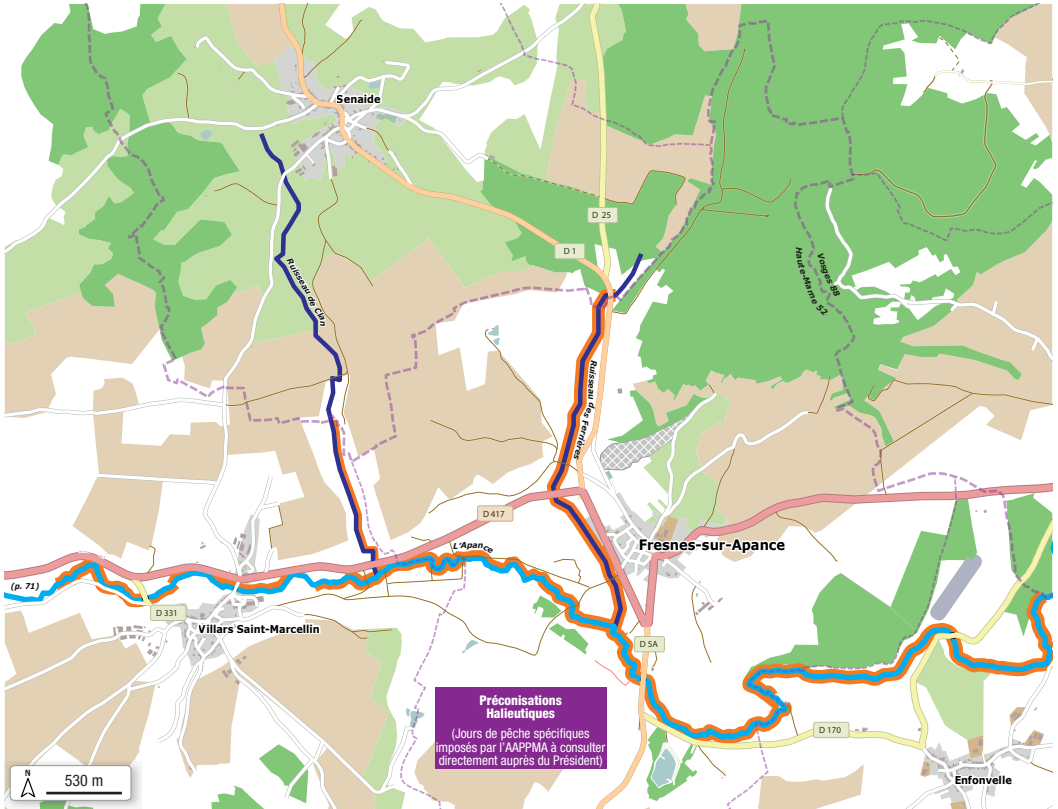 Senaide
D 25
D 1
Vosges 88
Haute-Marne 52
Ruisseau de Clan
Ruisseau des Ferrières
D 417
L'Apance
Fresnes-sur-Apance
(p. 71)
D 331
Villars Saint-Marcellin
D 5A
Préconisations
Halieutiques
(Jours de pêche spécifiques
imposés par l'AAPPMA à consulter
directement auprès du Président)
D 170
Enfonvelle
N
530 m